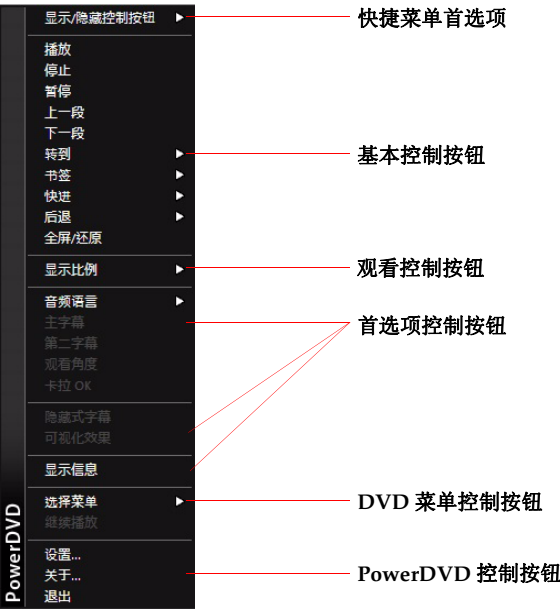 显示/隐藏控制按钮
快捷菜单首选项
播放
停止
暂停
上一段
下一段
转到
基本控制按钮
书签
快进
后退
全屏/还原
显示比例
观看控制按钮
音频语言
主字幕
首选项控制按钮
第二字幕
观看角度
卡拉 OK
隐藏式字幕
可视化效果
显示信息
选择菜单
DVD 菜单控制按钮
继续播放
设置...
关于...
PowerDVD 控制按钮
退出
PowerDVD